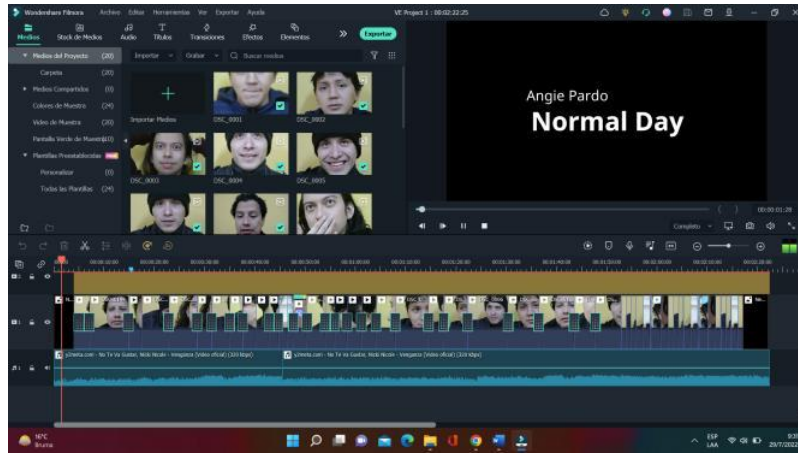 Wondershare Filmora Archivo Editar Herramientas Ver Exportar Ayuda
VE Project 1 : 00:02:22:25
Medios Stock de Medios Audio Títulos Transiciones Efectos Elementos
Exportar
Medios del Proyecto (20)
Importar Grabar Buscar medios
Carpeta (20)
Medios Compartidos (0)
Colores de Muestra (24)
Video de Muestra (20)
Pantalla Verde de Muestra
Plantillas Preestablecidas
Personalizar (0)
Todas las Plantillas (24)
Importar Medios DSC_0001 DSC_0002
DSC_0003 DSC_0004 DSC_0005
Angie Pardo
Normal Day
00:00:01:28
Completo
y2meta.com - No Te Va Gustar, Nicki Nicole - Venganza (Video oficial) (320 kbps)
y2meta.com - No Te Va Gustar, Nicki Nicole - Venganza (Video oficial) (320 kbps)
16°C
Bruma
ESP
LAA
29/7/2022